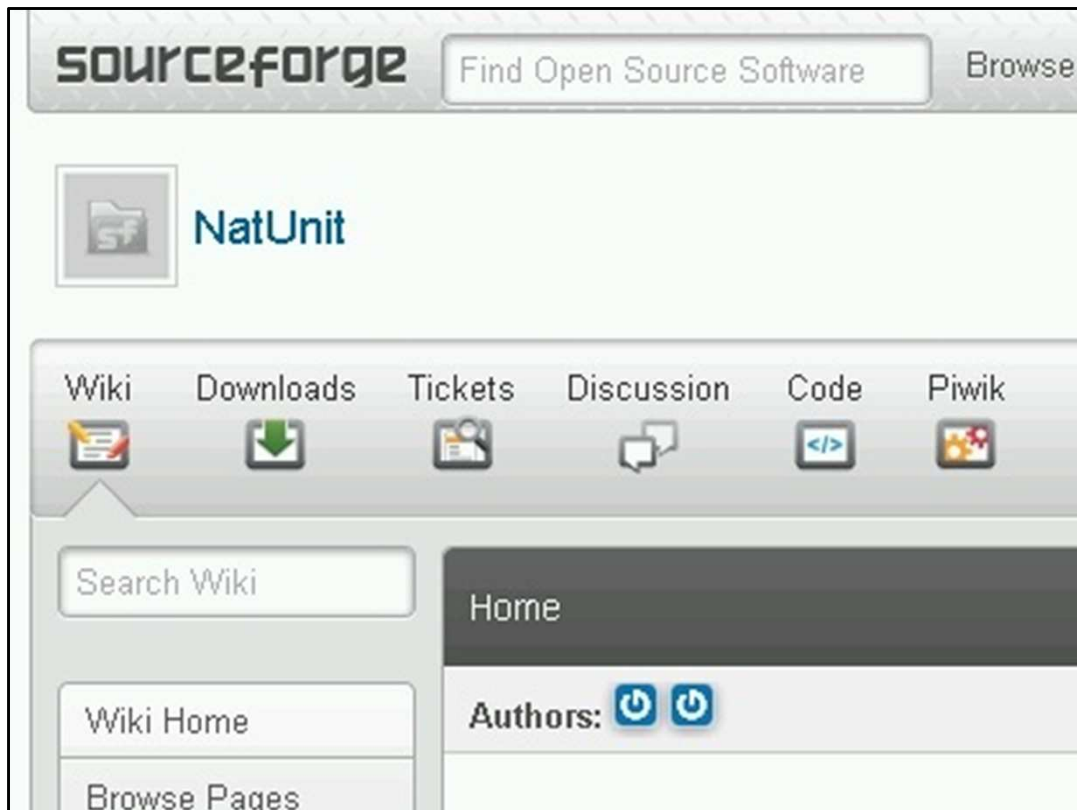 sourceforge Find Open Source Software Browse
NatUnit
Wiki Downloads Tickets Discussion Code Piwik
</>
Search Wiki
Home
Wiki Home
Authors:
Browse Pages